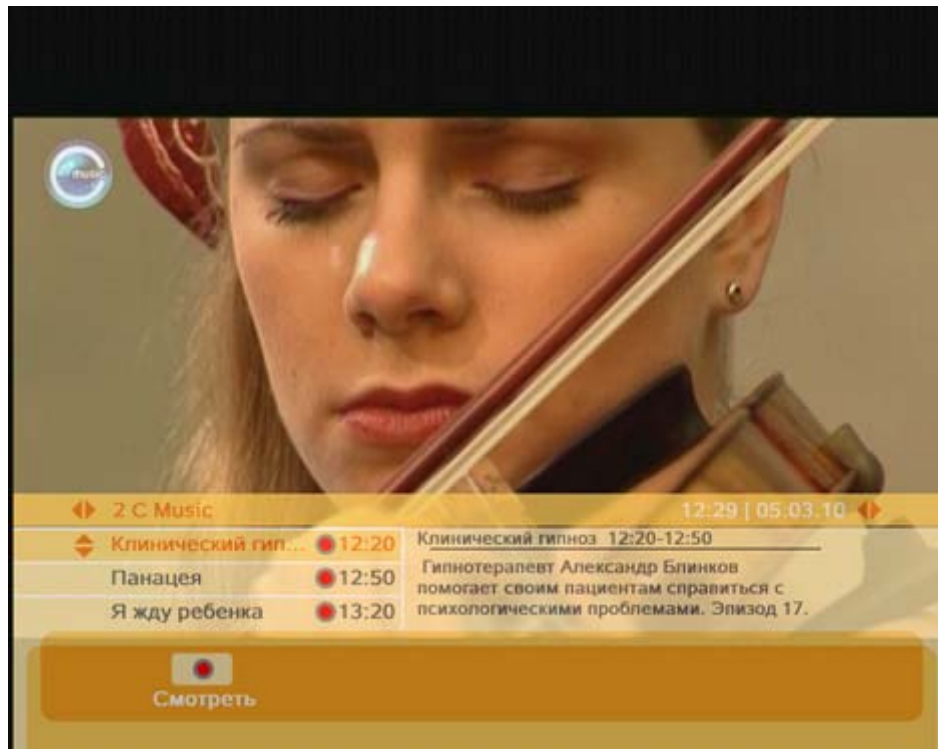 music
2 C Music
12:29 | 05.03.10
Клинический гип... 12:20
Панацея 12:50
Я жду ребенка 13:20
Клинический гипноз 12:20-12:50
Гипнотерапевт Александр Блинков
помогает своим пациентам справиться с
психологическими проблемами. Эпизод 17.
Смотреть